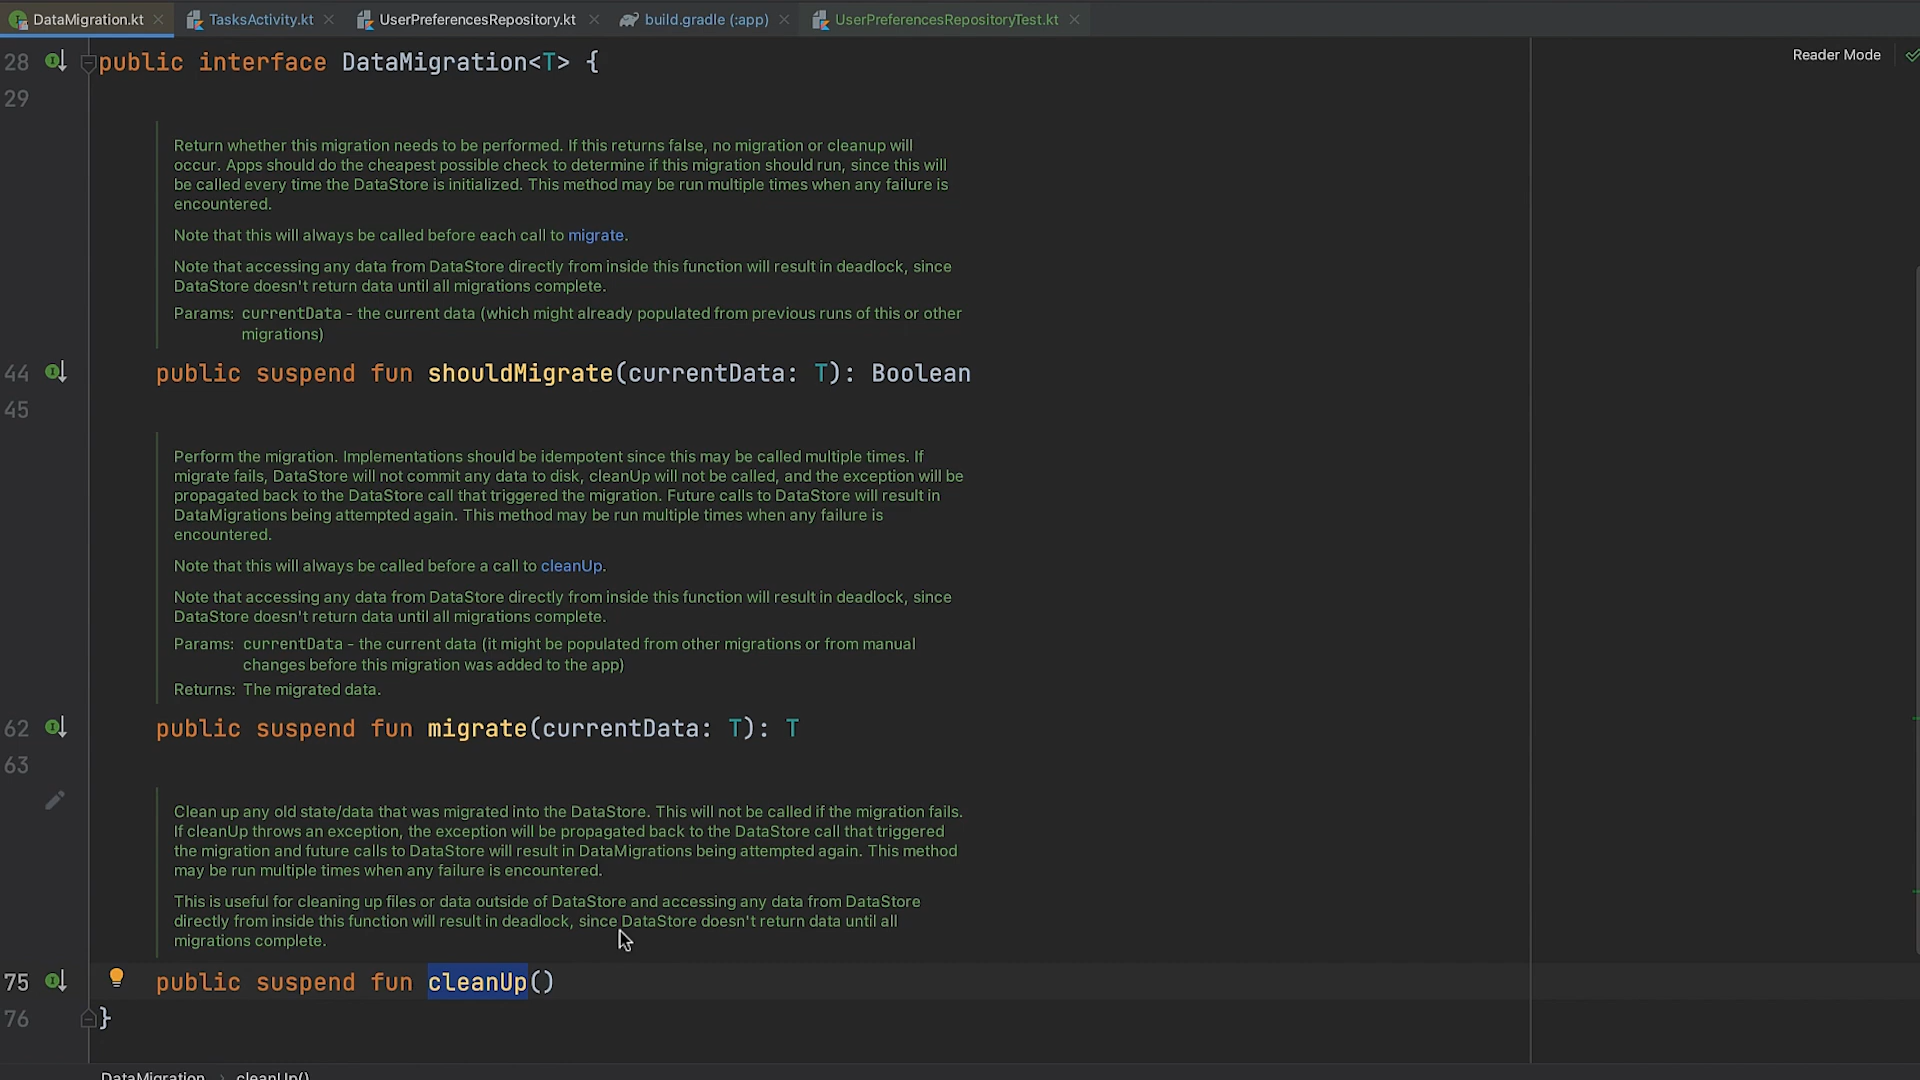 DataMigration.kt TasksActivity.kt UserPreferencesRepository.kt build.gradle (:app) UserPreferencesRepositoryTest.kt
Reader Mode
28 public interface DataMigration<T> {
29
Return whether this migration needs to be performed. If this returns false, no migration or cleanup will
occur. Apps should do the cheapest possible check to determine if this migration should run, since this will
be called every time the DataStore is initialized. This method may be run multiple times when any failure is
encountered.
Note that this will always be called before each call to migrate.
Note that accessing any data from DataStore directly from inside this function will result in deadlock, since
DataStore doesn't return data until all migrations complete.
Params: currentData - the current data (which might already populated from previous runs of this or other
migrations)
44 public suspend fun shouldMigrate(currentData: T): Boolean
45
Perform the migration. Implementations should be idempotent since this may be called multiple times. If
migrate fails, DataStore will not commit any data to disk, cleanUp will not be called, and the exception will be
propagated back to the DataStore call that triggered the migration. Future calls to DataStore will result in
DataMigrations being attempted again. This method may be run multiple times when any failure is
encountered.
Note that this will always be called before a call to cleanUp.
Note that accessing any data from DataStore directly from inside this function will result in deadlock, since
DataStore doesn't return data until all migrations complete.
Params: currentData - the current data (it might be populated from other migrations or from manual
changes before this migration was added to the app)
Returns: The migrated data.
62 public suspend fun migrate(currentData: T): T
63
Clean up any old state/data that was migrated into the DataStore. This will not be called if the migration fails.
If cleanUp throws an exception, the exception will be propagated back to the DataStore call that triggered
the migration and future calls to DataStore will result in DataMigrations being attempted again. This method
may be run multiple times when any failure is encountered.
This is useful for cleaning up files or data outside of DataStore and accessing any data from DataStore
directly from inside this function will result in deadlock, since DataStore doesn't return data until all
migrations complete.
75 public suspend fun cleanUp()
76 }
DataMigration › cleanUp()